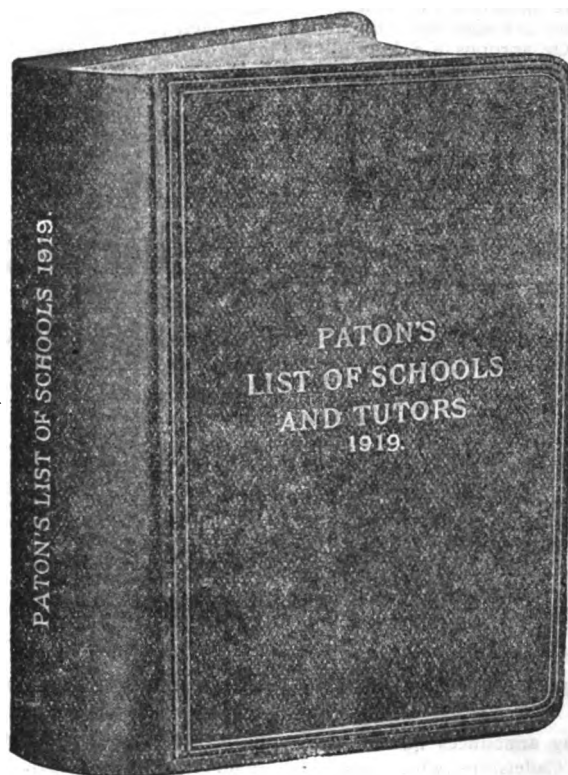 PATON'S LIST OF SCHOOLS 1919.
PATON'S
LIST OF SCHOOLS
AND TUTORS
1919.